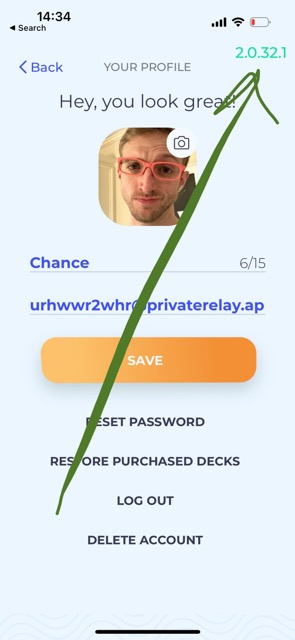 14:34
◀ Search
2.0.32.1
Back
YOUR PROFILE
Hey, you look great!
Chance
6/15
urhwwr2whr@privaterelay.ap
SAVE
RESET PASSWORD
RESTORE PURCHASED DECKS
LOG OUT
DELETE ACCOUNT